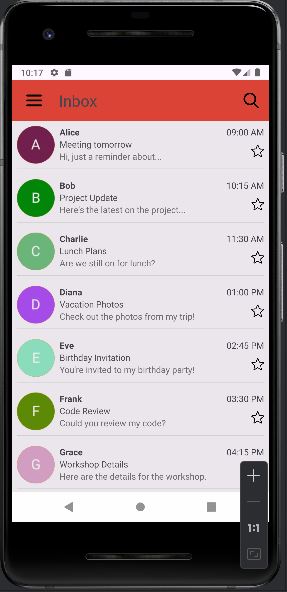 10:17
Inbox
A Alice 09:00 AM
Meeting tomorrow
Hi, just a reminder about...
B Bob 10:15 AM
Project Update
Here's the latest on the project...
C Charlie 11:30 AM
Lunch Plans
Are we still on for lunch?
D Diana 01:00 PM
Vacation Photos
Check out the photos from my trip!
E Eve 02:45 PM
Birthday Invitation
You're invited to my birthday party!
F Frank 03:30 PM
Code Review
Could you review my code?
G Grace 04:15 PM
Workshop Details
Here are the details for the workshop.
1:1